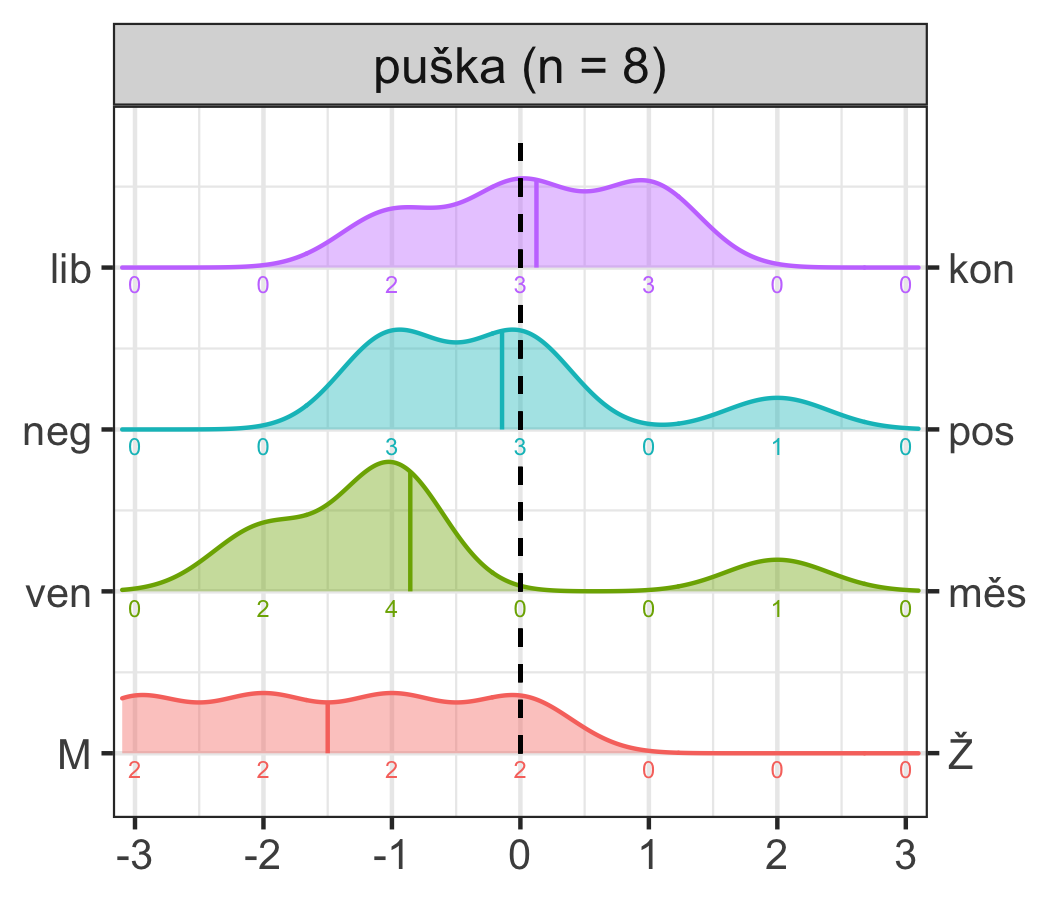 puška (n = 8)
lib kon
0 0 2 3 3 0 0
neg pos
0 0 3 3 0 1 0
ven měs
0 2 4 0 0 1 0
M Ž
2 2 2 2 0 0 0
-3 -2 -1 0 1 2 3